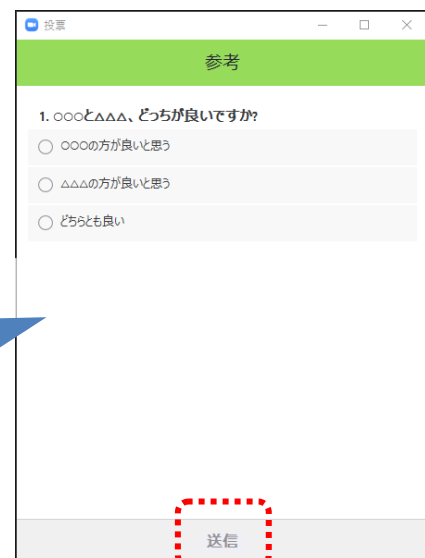 投票
参考
1. ○○○と△△△、どっちが良いですか?
○○○の方が良いと思う
△△△の方が良いと思う
どちらとも良い
送信